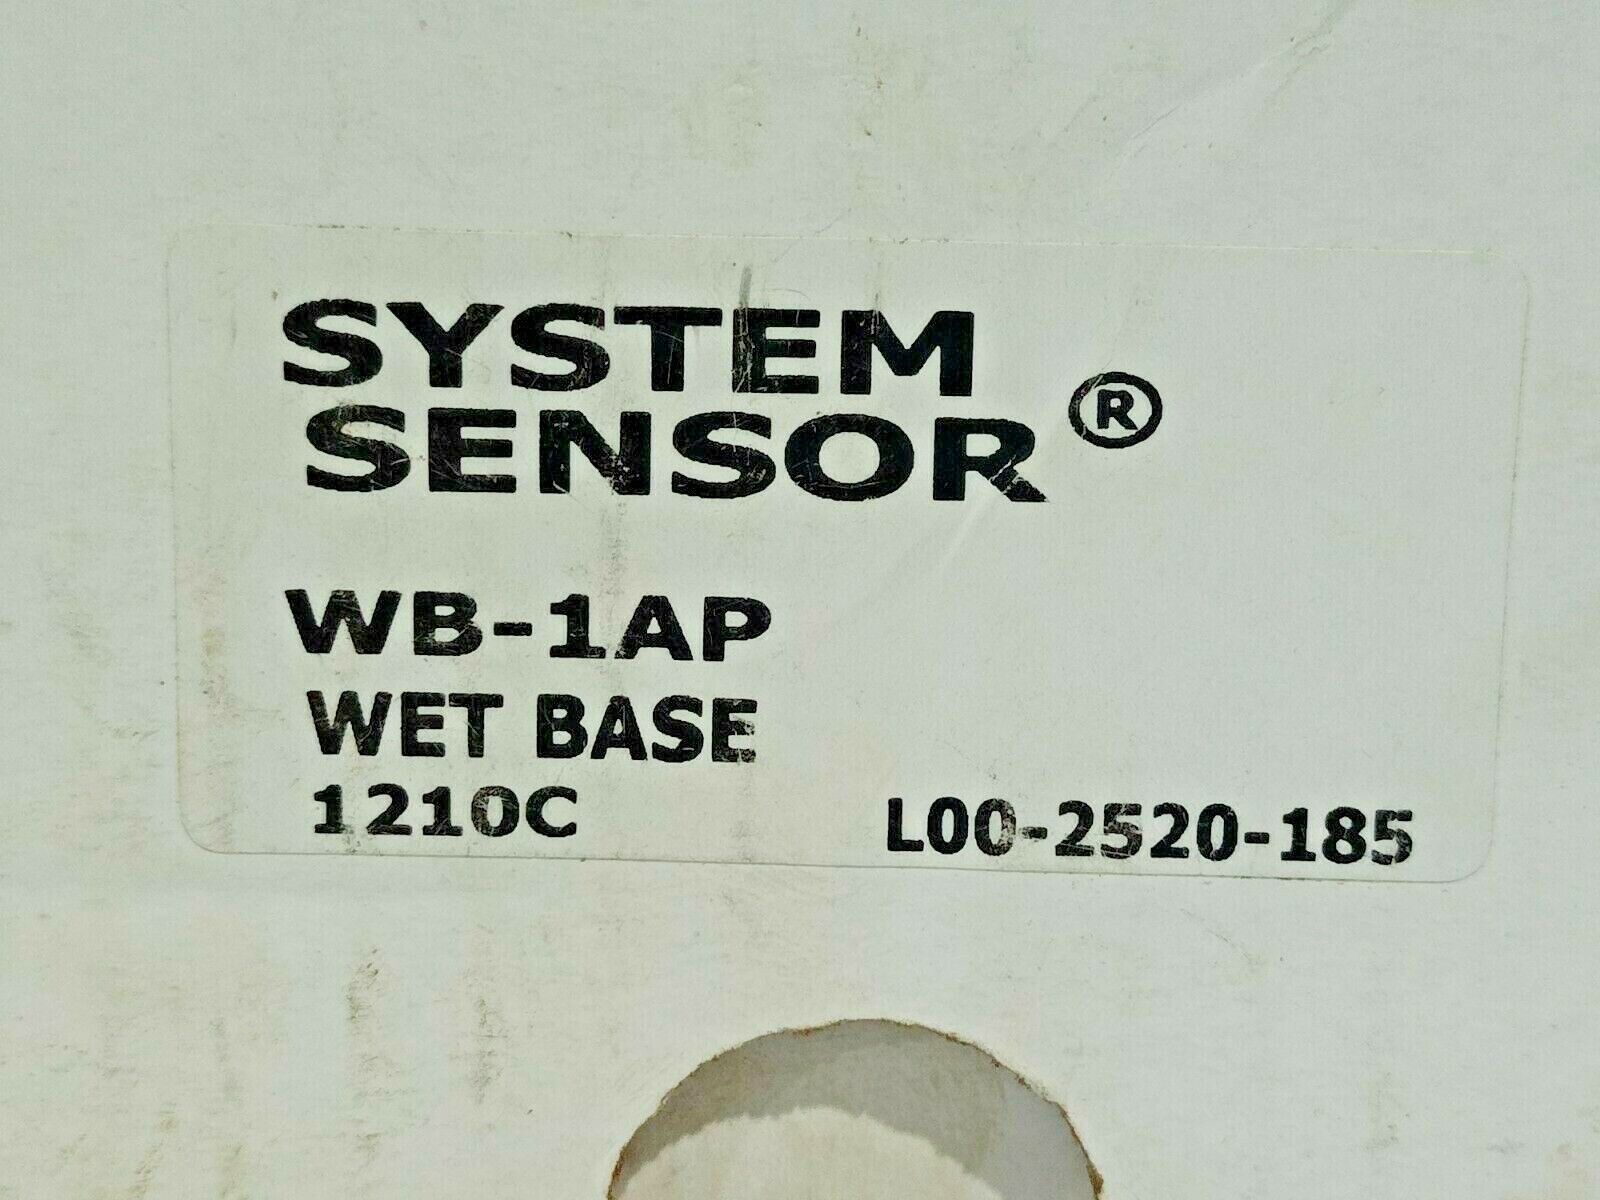 SYSTEM
SENSOR®
WB-1AP
WET BASE
1210C
L00-2520-185